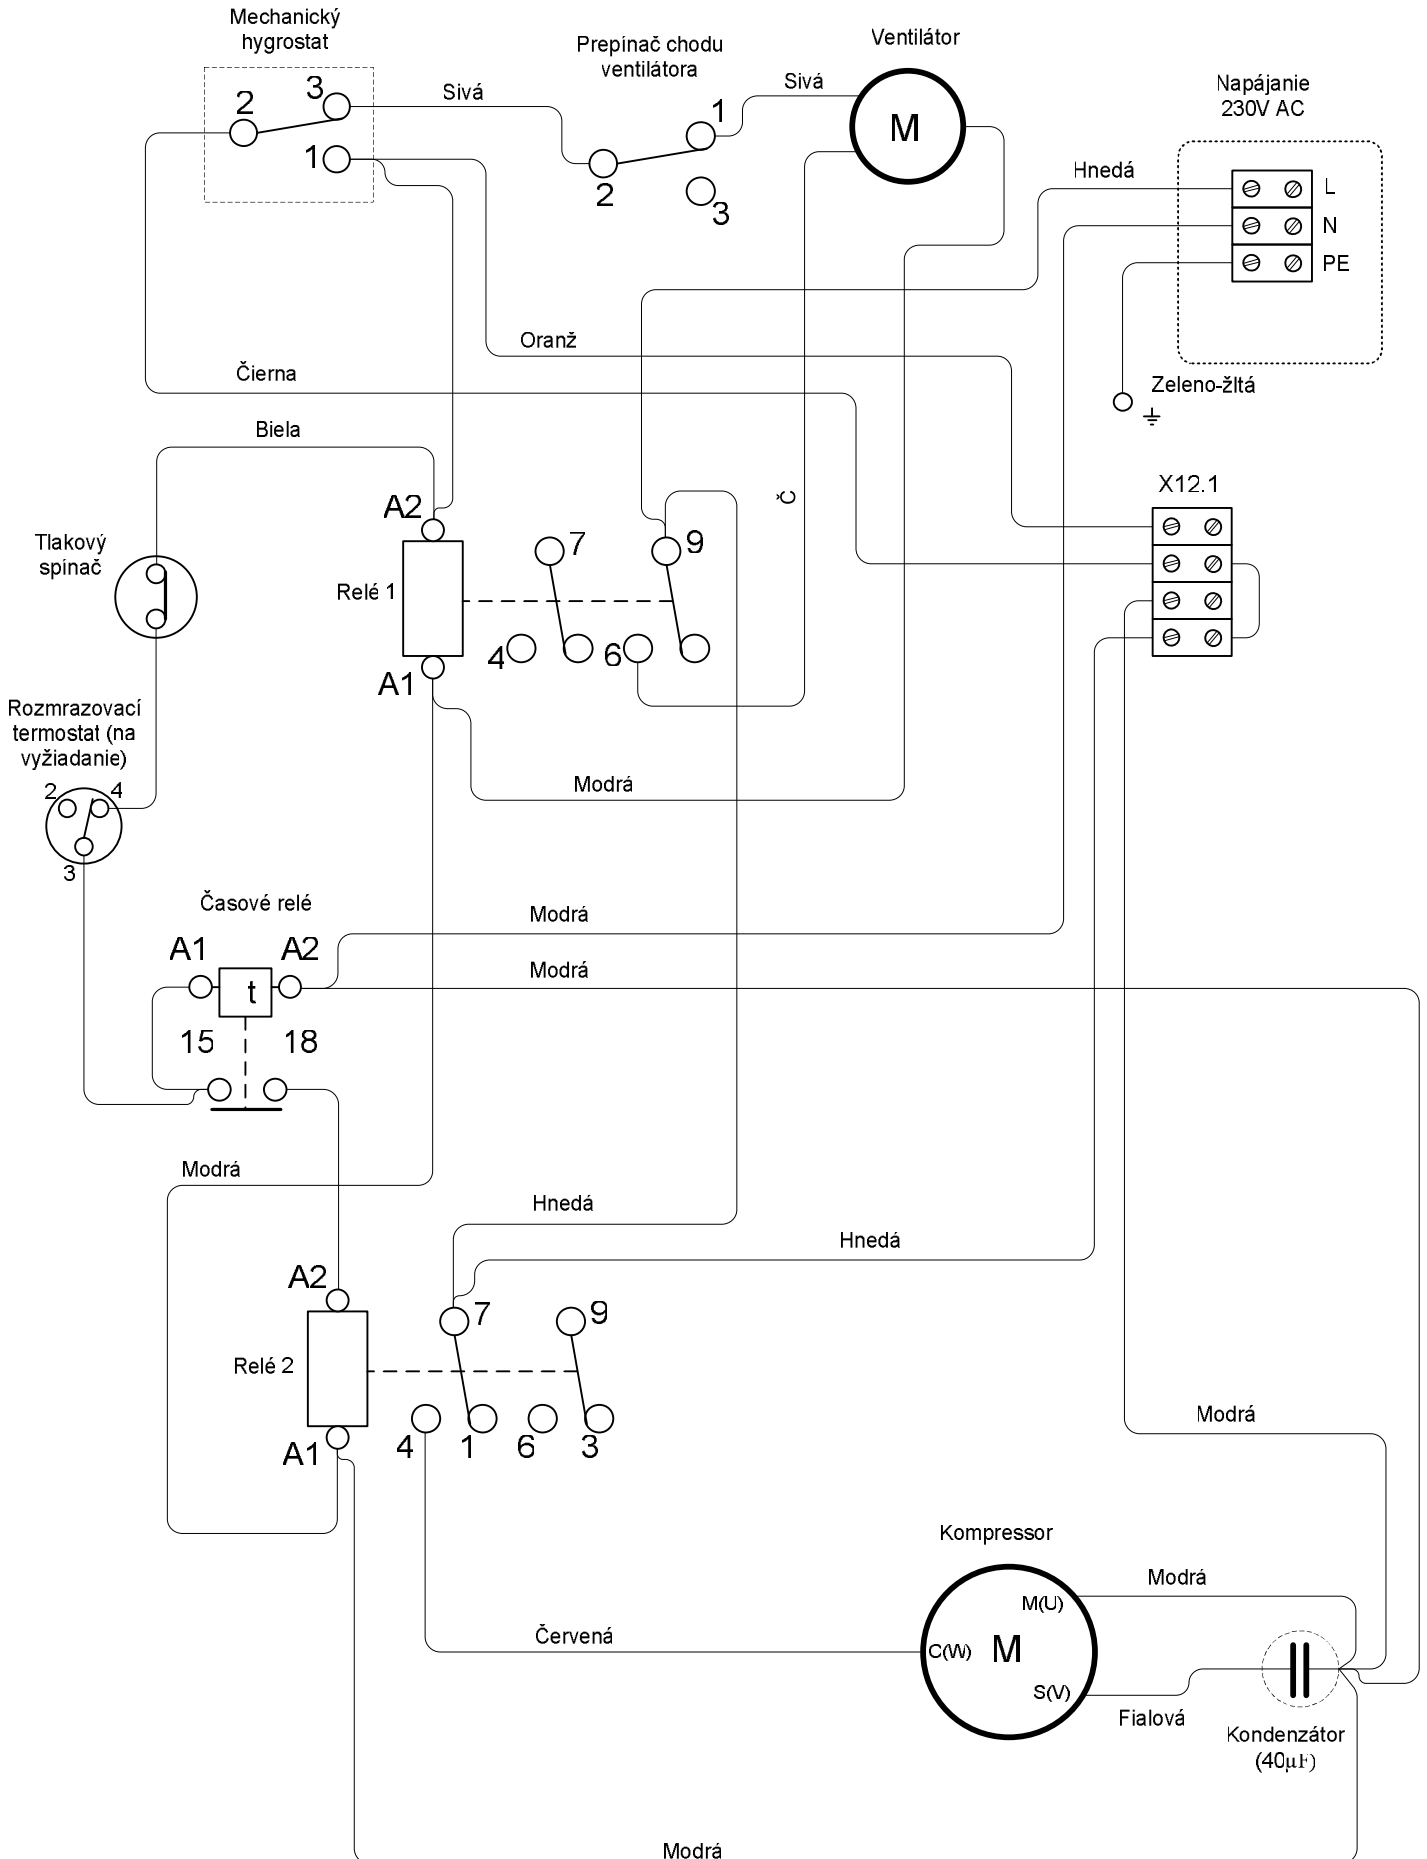 Mechanický
hygrostat
3
2
1
Sivá
Prepínač chodu
ventilátora
1
2
3
Sivá
Ventilátor
M
Napájanie
230V AC
Hnedá
L
N
PE
Zeleno-žltá
Oranž
Čierna
Biela
X12.1
A2
Tlakový
spínač
Relé 1
7
9
Č
4
6
A1
Rozmrazovací
termostat (na
vyžiadanie)
2
4
3
Modrá
Časové relé
A1
A2
t
15
18
Modrá
Modrá
Modrá
Hnedá
Hnedá
A2
7
9
Relé 2
A1
4
1
6
3
Modrá
Kompressor
M(U)
C(W)
M
S(V)
Modrá
Červená
Fialová
Kondenzátor
(40µF)
Modrá